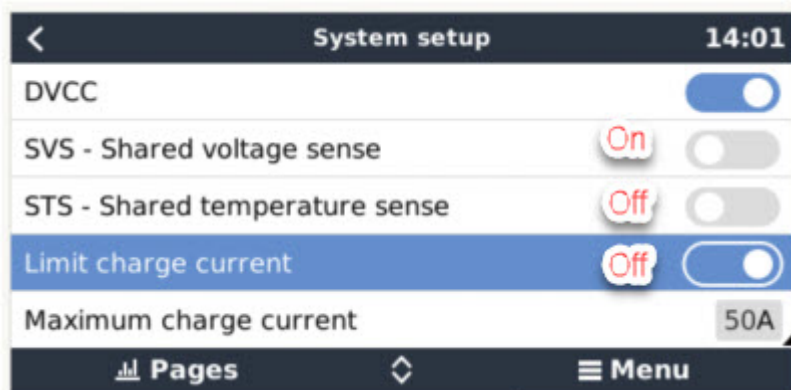 System setup 14:01
DVCC
SVS - Shared voltage sense On
STS - Shared temperature sense Off
Limit charge current Off
Maximum charge current 50A
Pages Menu